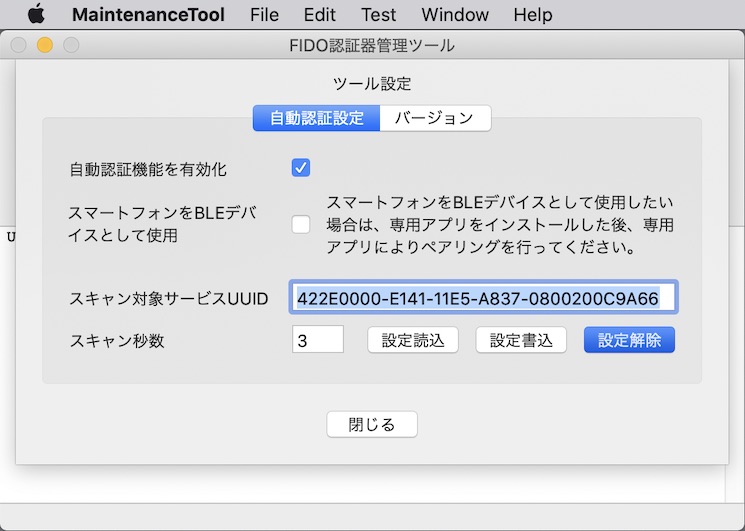 MaintenanceTool File Edit Test Window Help
FIDO認証器管理ツール
ツール設定
自動認証設定 バージョン
自動認証機能を有効化
スマートフォンをBLEデバ
イスとして使用
スマートフォンをBLEデバイスとして使用したい
場合は、専用アプリをインストールした後、専用
アプリによりペアリングを行ってください。
U
スキャン対象サービスUUID 422E0000-E141-11E5-A837-0800200C9A66
スキャン秒数 3 設定読込 設定書込 設定解除
閉じる